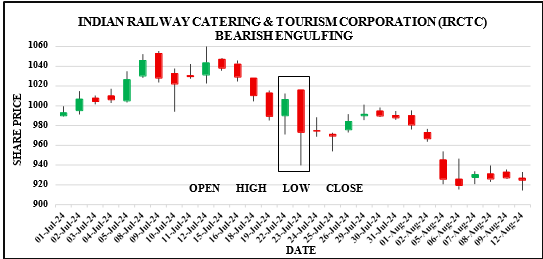 INDIAN RAILWAY CATERING & TOURISM CORPORATION (IRCTC)
BEARISH ENGULFING
SHARE PRICE
1060
1040
1020
1000
980
960
940
920
900
OPEN HIGH LOW CLOSE
01-Jul-24
02-Jul-24
03-Jul-24
04-Jul-24
05-Jul-24
08-Jul-24
09-Jul-24
10-Jul-24
11-Jul-24
12-Jul-24
15-Jul-24
16-Jul-24
18-Jul-24
19-Jul-24
22-Jul-24
23-Jul-24
24-Jul-24
25-Jul-24
26-Jul-24
29-Jul-24
30-Jul-24
31-Jul-24
01-Aug-24
02-Aug-24
05-Aug-24
06-Aug-24
07-Aug-24
08-Aug-24
09-Aug-24
12-Aug-24
DATE